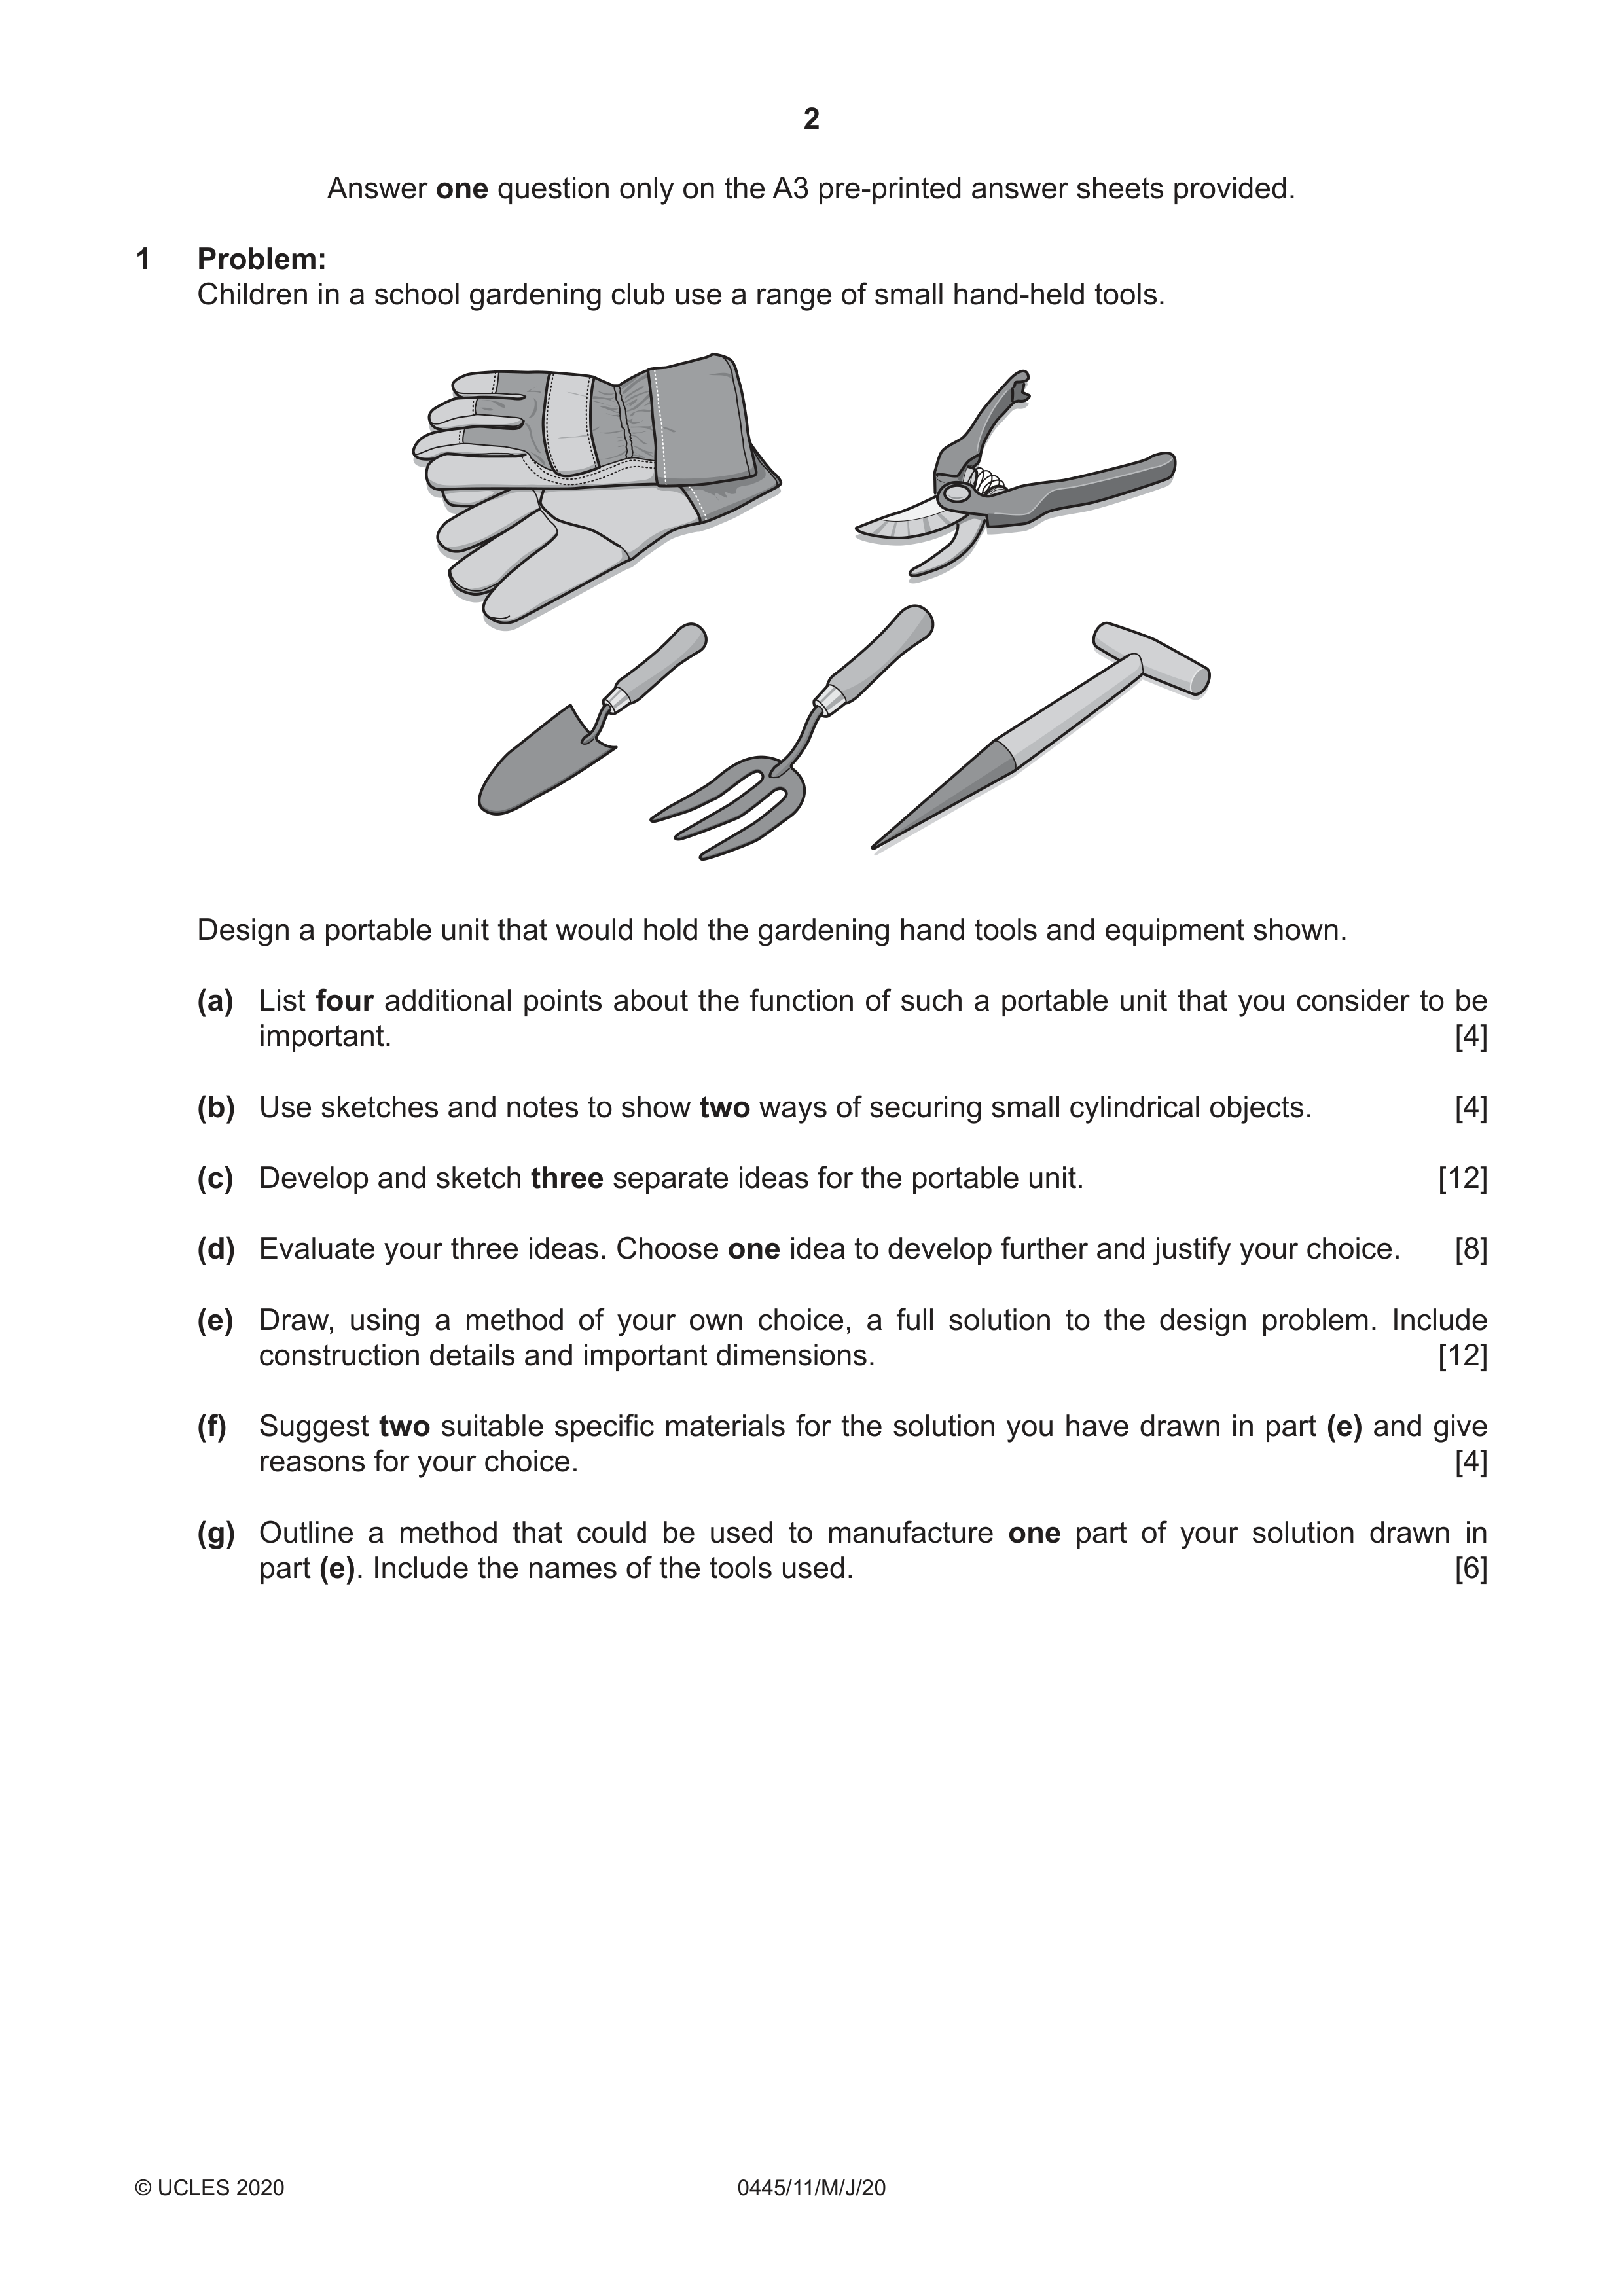 2
Answer one question only on the A3 pre-printed answer sheets provided.
1 Problem:
Children in a school gardening club use a range of small hand-held tools.
Design a portable unit that would hold the gardening hand tools and equipment shown.
(a) List four additional points about the function of such a portable unit that you consider to be
important. [4]
(b) Use sketches and notes to show two ways of securing small cylindrical objects. [4]
(c) Develop and sketch three separate ideas for the portable unit. [12]
(d) Evaluate your three ideas. Choose one idea to develop further and justify your choice. [8]
(e) Draw, using a method of your own choice, a full solution to the design problem. Include
construction details and important dimensions. [12]
(f) Suggest two suitable specific materials for the solution you have drawn in part (e) and give
reasons for your choice. [4]
(g) Outline a method that could be used to manufacture one part of your solution drawn in
part (e). Include the names of the tools used. [6]
© UCLES 2020 0445/11/M/J/20